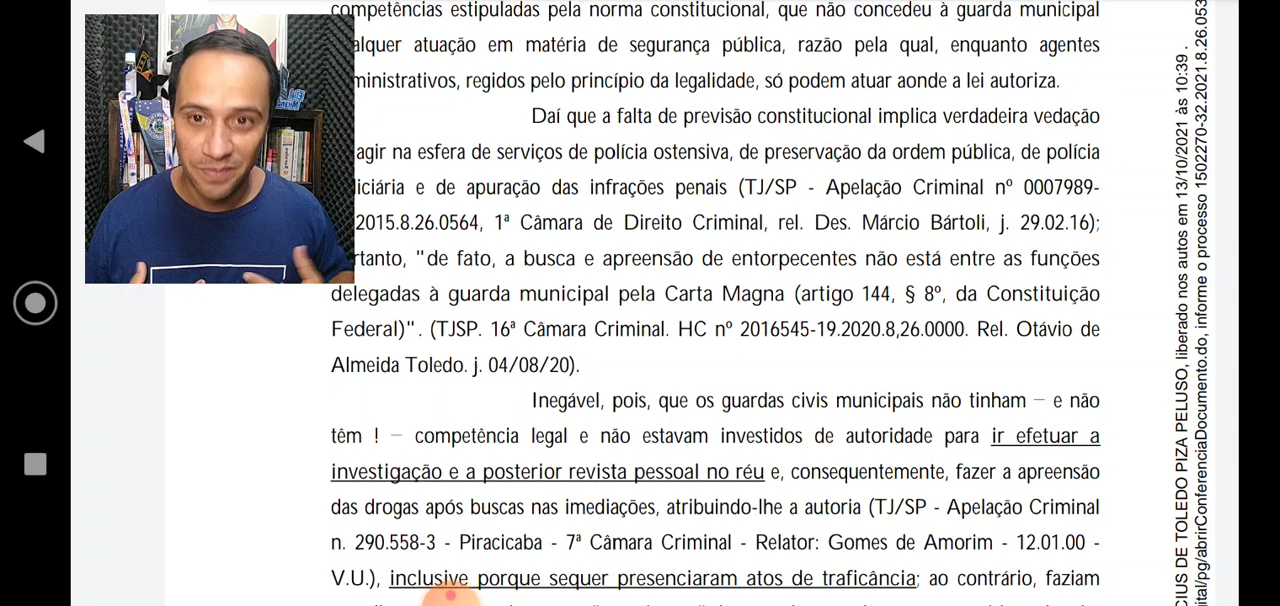 competências estipuladas pela norma constitucional, que não concedeu à guarda municipal
alquer atuação em matéria de segurança pública, razão pela qual, enquanto agentes
ministrativos, regidos pelo princípio da legalidade, só podem atuar aonde a lei autoriza.
Daí que a falta de previsão constitucional implica verdadeira vedação
agir na esfera de serviços de polícia ostensiva, de preservação da ordem pública, de polícia
iciária e de apuração das infrações penais (TJ/SP - Apelação Criminal nº 0007989-
2015.8.26.0564, 1ª Câmara de Direito Criminal, rel. Des. Márcio Bártoli, j. 29.02.16);
rtanto, "de fato, a busca e apreensão de entorpecentes não está entre as funções
delegadas à guarda municipal pela Carta Magna (artigo 144, § 8º, da Constituição
Federal)". (TJSP. 16ª Câmara Criminal. HC nº 2016545-19.2020.8,26.0000. Rel. Otávio de
Almeida Toledo. j. 04/08/20).
Inegável, pois, que os guardas civis municipais não tinham – e não
têm ! – competência legal e não estavam investidos de autoridade para ir efetuar a
investigação e a posterior revista pessoal no réu e, consequentemente, fazer a apreensão
das drogas após buscas nas imediações, atribuindo-lhe a autoria (TJ/SP - Apelação Criminal
n. 290.558-3 - Piracicaba - 7ª Câmara Criminal - Relator: Gomes de Amorim - 12.01.00 -
V.U.), inclusive porque sequer presenciaram atos de traficância; ao contrário, faziam
CIUS DE TOLEDO PIZA PELUSO, liberado nos autos em 13/10/2021 às 10:39 .
ital/pg/abrirConferenciaDocumento.do, informe o processo 1502270-32.2021.8.26.053